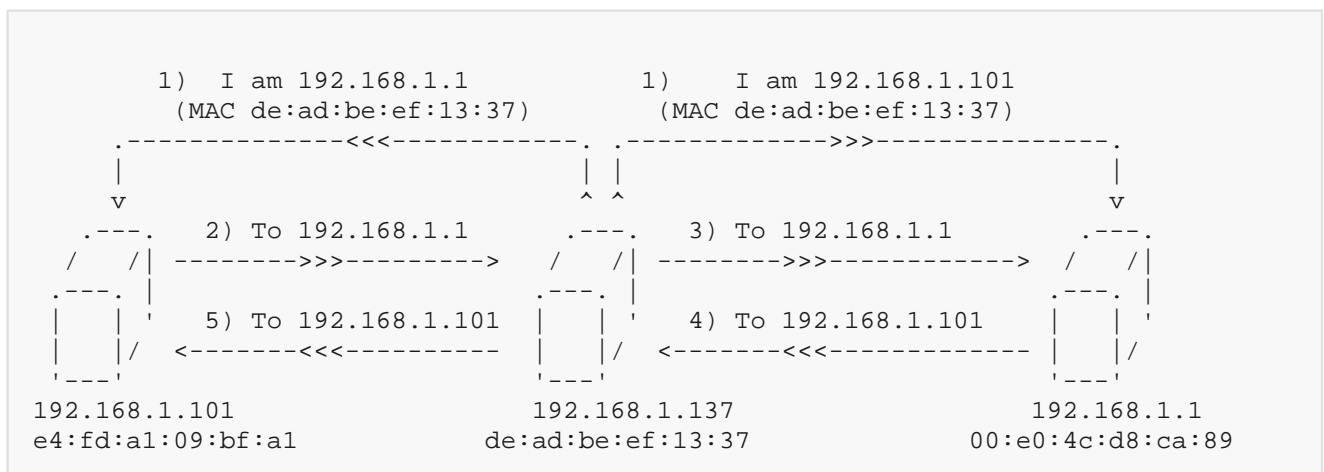 1)  I am 192.168.1.1          1)    I am 192.168.1.101
(MAC de:ad:be:ef:13:37)       (MAC de:ad:be:ef:13:37)
2) To 192.168.1.1      3) To 192.168.1.1
5) To 192.168.1.101      4) To 192.168.1.101
192.168.1.101      192.168.1.137      192.168.1.1
e4:fd:a1:09:bf:a1      de:ad:be:ef:13:37      00:e0:4c:d8:ca:89